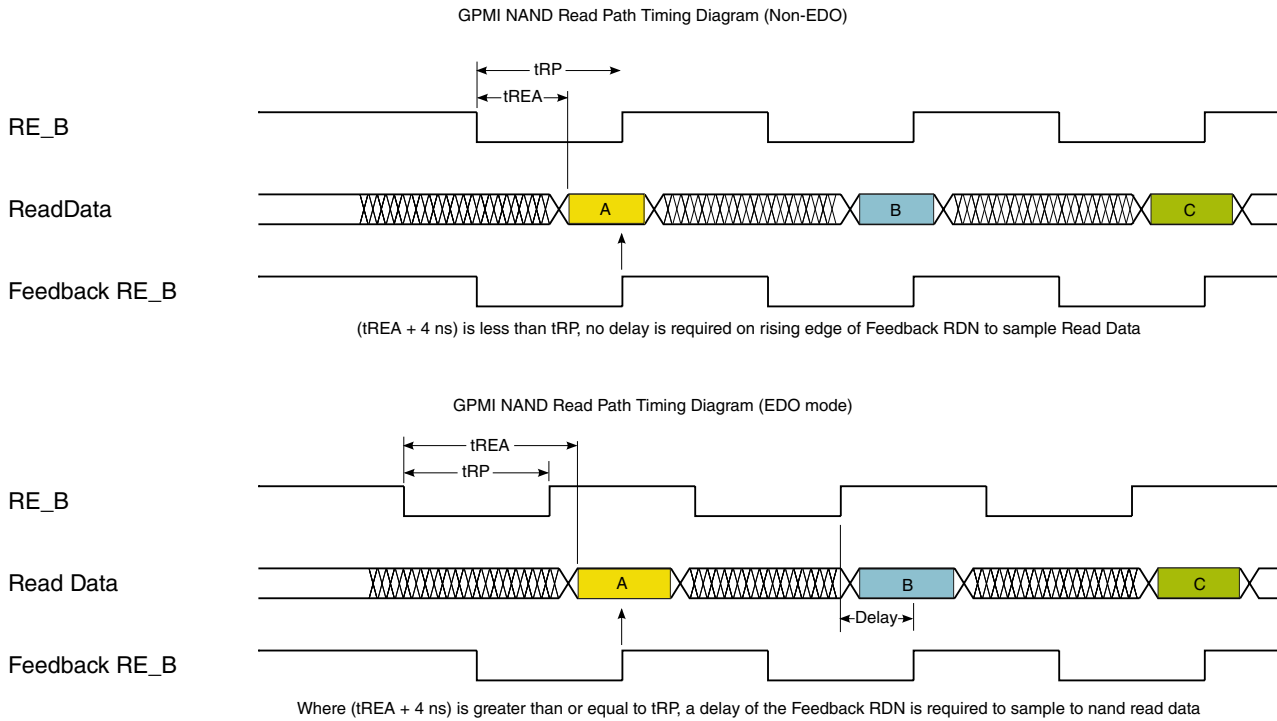 GPMI NAND Read Path Timing Diagram (Non-EDO)
tRP
tREA
RE_B
ReadData
A
B
C
Feedback RE_B
(tREA + 4 ns) is less than tRP, no delay is required on rising edge of Feedback RDN to sample Read Data
GPMI NAND Read Path Timing Diagram (EDO mode)
tREA
tRP
RE_B
Read Data
A
B
C
Delay
Feedback RE_B
Where (tREA + 4 ns) is greater than or equal to tRP, a delay of the Feedback RDN is required to sample to nand read data